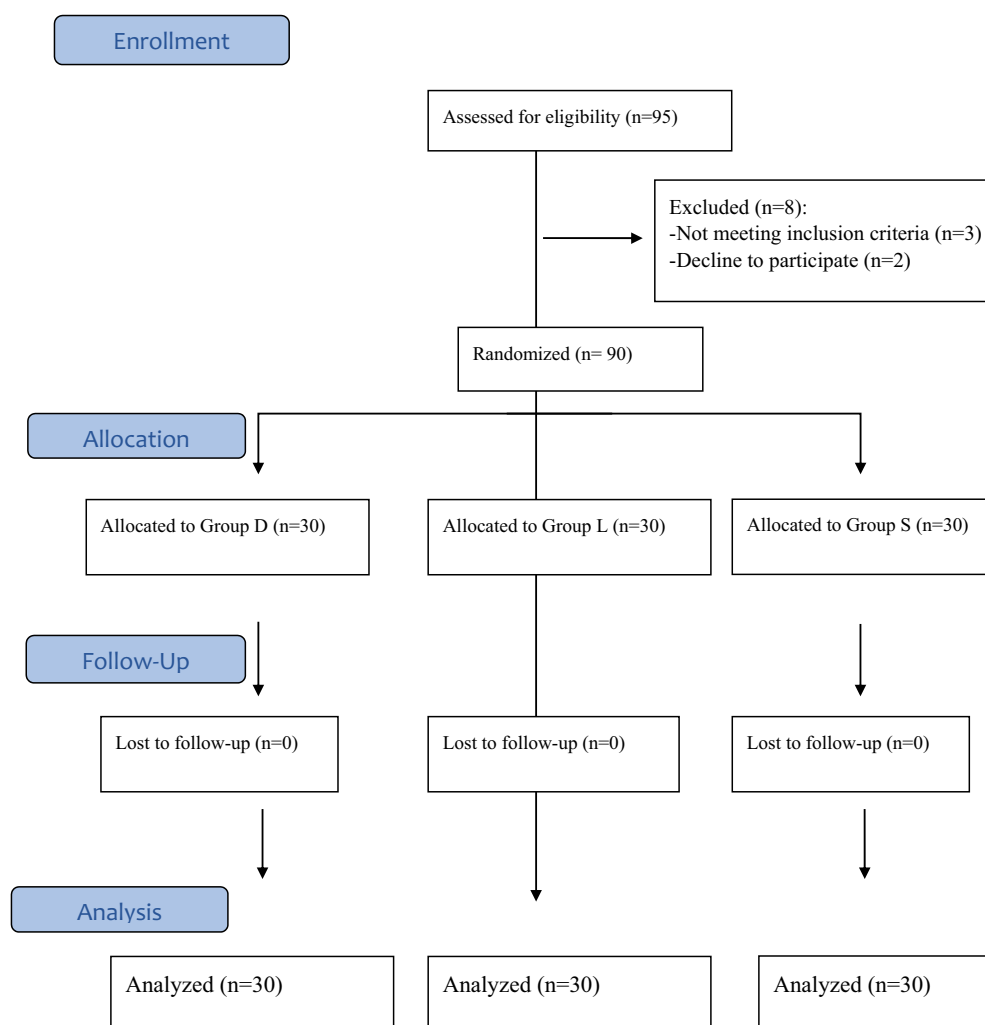 Enrollment
Assessed for eligibility (n=95)
Excluded (n=8):
-Not meeting inclusion criteria (n=3)
-Decline to participate (n=2)
Randomized (n= 90)
Allocation
Allocated to Group D (n=30)
Allocated to Group L (n=30)
Allocated to Group S (n=30)
Follow-Up
Lost to follow-up (n=0)
Lost to follow-up (n=0)
Lost to follow-up (n=0)
Analysis
Analyzed (n=30)
Analyzed (n=30)
Analyzed (n=30)